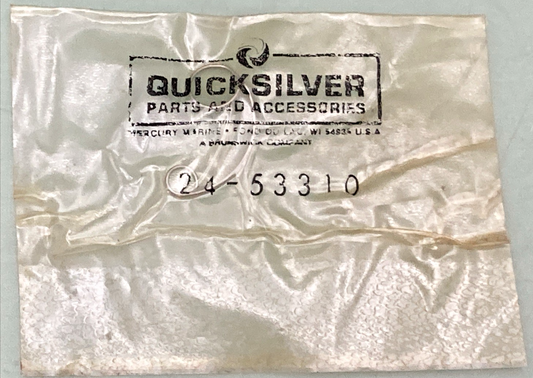 QUICKSILVER
PARTS AND ACCESSORIES
MERCURY MARINE • FOND DU LAC, WI 54935 U.S.A
A BRUNSWICK COMPANY
24-53310